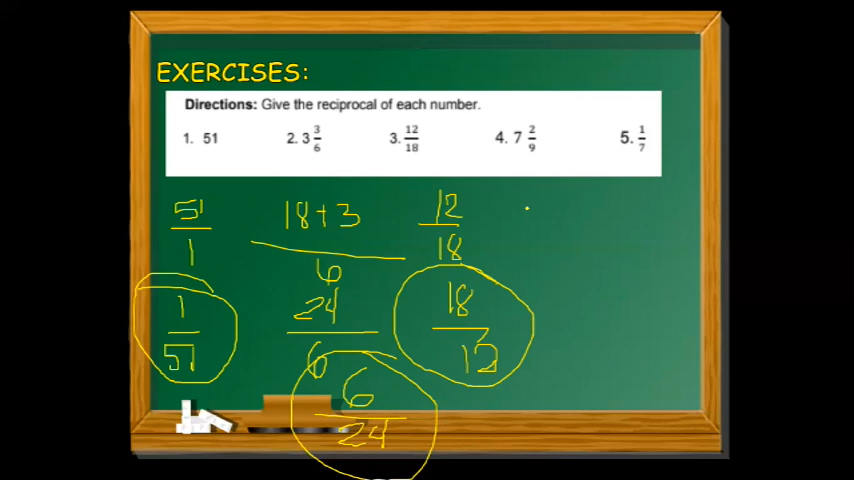 EXERCISES:
Directions: Give the reciprocal of each number.
1. 51 2. 3 3/6 3. 12/18 4. 7 2/9 5. 1/7
51/1
1/51
18+3/6
24/6
6/24
12/18
18/12